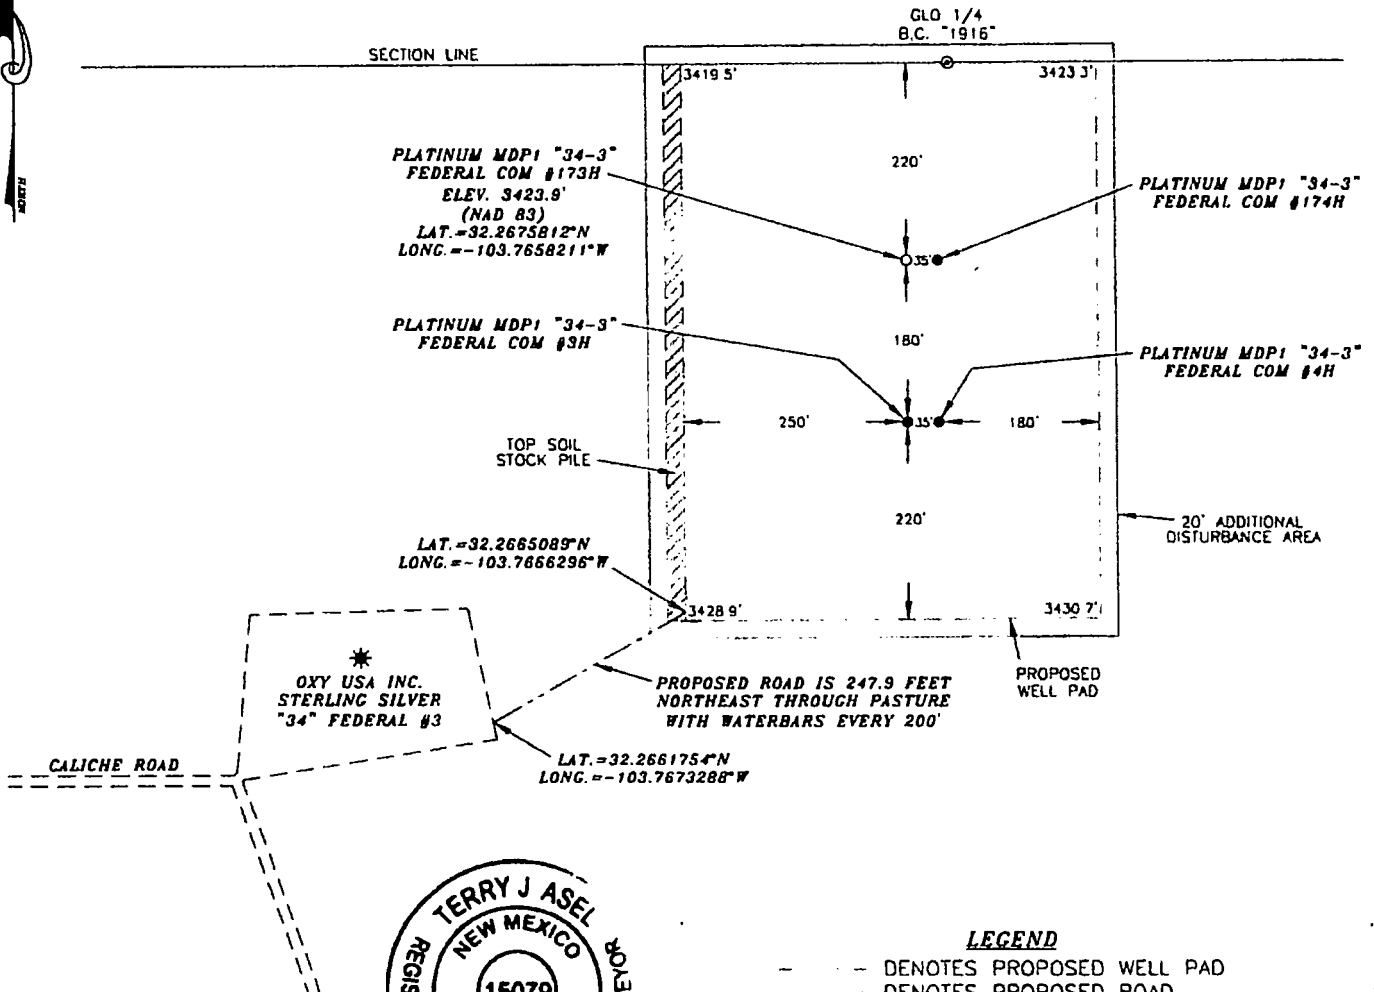 GLO 1/4
B.C. "1916"
SECTION LINE
3419.5'
3423.3'
NORTH
220'
PLATINUM MDP1 "34-3"
FEDERAL COM #173H
ELEV. 3423.9'
(NAD 83)
LAT.=32.2675812°N
LONG.=-103.7658211°W
PLATINUM MDP1 "34-3"
FEDERAL COM #174H
35'
PLATINUM MDP1 "34-3"
FEDERAL COM #3H
180'
PLATINUM MDP1 "34-3"
FEDERAL COM #4H
250'
35'
180'
TOP SOIL
STOCK PILE
220'
20' ADDITIONAL
DISTURBANCE AREA
LAT.=32.2665089°N
LONG.=-103.7666296°W
3428.9'
3430.7'
OXY USA INC.
STERLING SILVER
"34" FEDERAL #3
PROPOSED ROAD IS 247.9 FEET
NORTHEAST THROUGH PASTURE
WITH WATERBARS EVERY 200'
PROPOSED
WELL PAD
CALICHE ROAD
LAT.=32.2661754°N
LONG.=-103.7673288°W
TERRY J ASEL
NEW MEXICO
REGIS
EYOR
15079
LEGEND
DENOTES PROPOSED WELL PAD
DENOTES PROPOSED ROAD